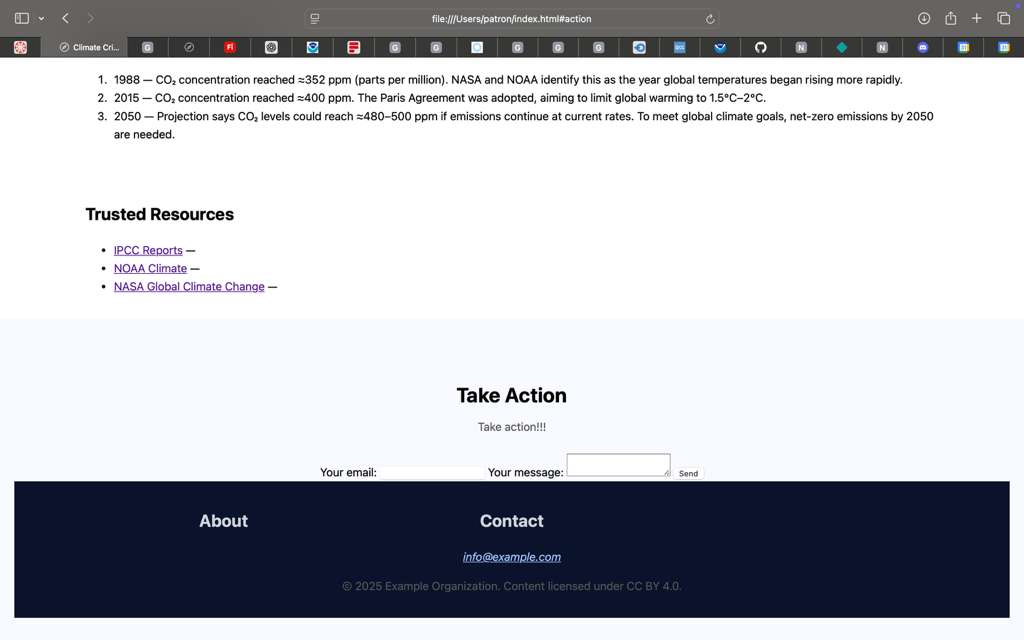 file:///Users/patron/index.html#action
Climate Cri...
1. 1988 — CO₂ concentration reached ≈352 ppm (parts per million). NASA and NOAA identify this as the year global temperatures began rising more rapidly.
2. 2015 — CO₂ concentration reached ≈400 ppm. The Paris Agreement was adopted, aiming to limit global warming to 1.5°C–2°C.
3. 2050 — Projection says CO₂ levels could reach ≈480–500 ppm if emissions continue at current rates. To meet global climate goals, net-zero emissions by 2050
are needed.
Trusted Resources
• IPCC Reports —
• NOAA Climate —
• NASA Global Climate Change —
Take Action
Take action!!!
Your email: Your message: Send
About Contact
info@example.com
© 2025 Example Organization. Content licensed under CC BY 4.0.